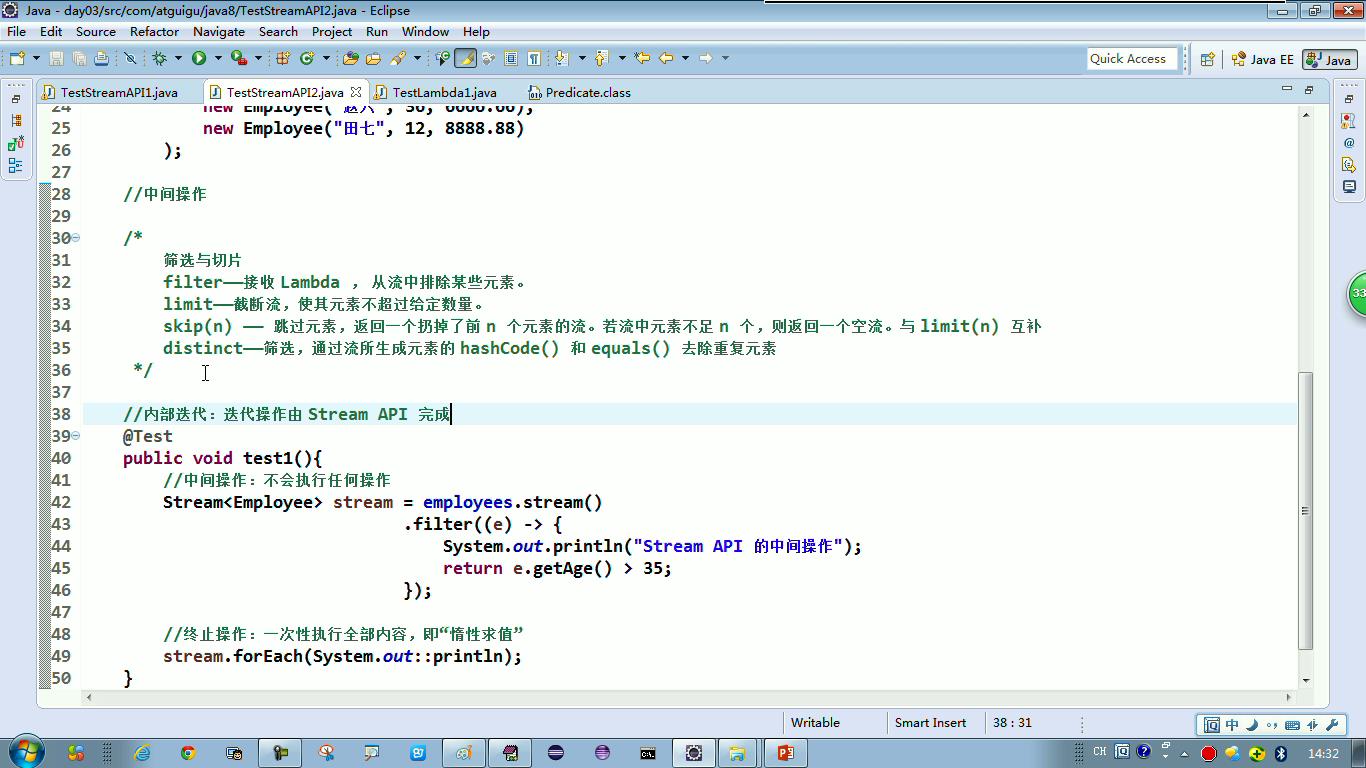 Java - day03/src/com/atguigu/java8/TestStreamAPI2.java - Eclipse
File Edit Source Refactor Navigate Search Project Run Window Help
Quick Access Java EE Java
TestStreamAPI1.java TestStreamAPI2.java TestLambda1.java Predicate.class
24 new Employee("赵六", 36, 6666.66),
25 new Employee("田七", 12, 8888.88)
26 );
27
28 //中间操作
29
30 /*
31 筛选与切片
32 filter——接收 Lambda ， 从流中排除某些元素。
33 limit——截断流，使其元素不超过给定数量。
34 skip(n) —— 跳过元素，返回一个扔掉了前 n 个元素的流。若流中元素不足 n 个，则返回一个空流。与 limit(n) 互补
35 distinct——筛选，通过流所生成元素的 hashCode() 和 equals() 去除重复元素
36 */
37
38 //内部迭代：迭代操作由 Stream API 完成
39 @Test
40 public void test1(){
41 //中间操作：不会执行任何操作
42 Stream<Employee> stream = employees.stream()
43 .filter((e) -> {
44 System.out.println("Stream API 的中间操作");
45 return e.getAge() > 35;
46 });
47
48 //终止操作：一次性执行全部内容，即“惰性求值”
49 stream.forEach(System.out::println);
50 }
33
Writable Smart Insert 38 : 31
中
CH 14:32